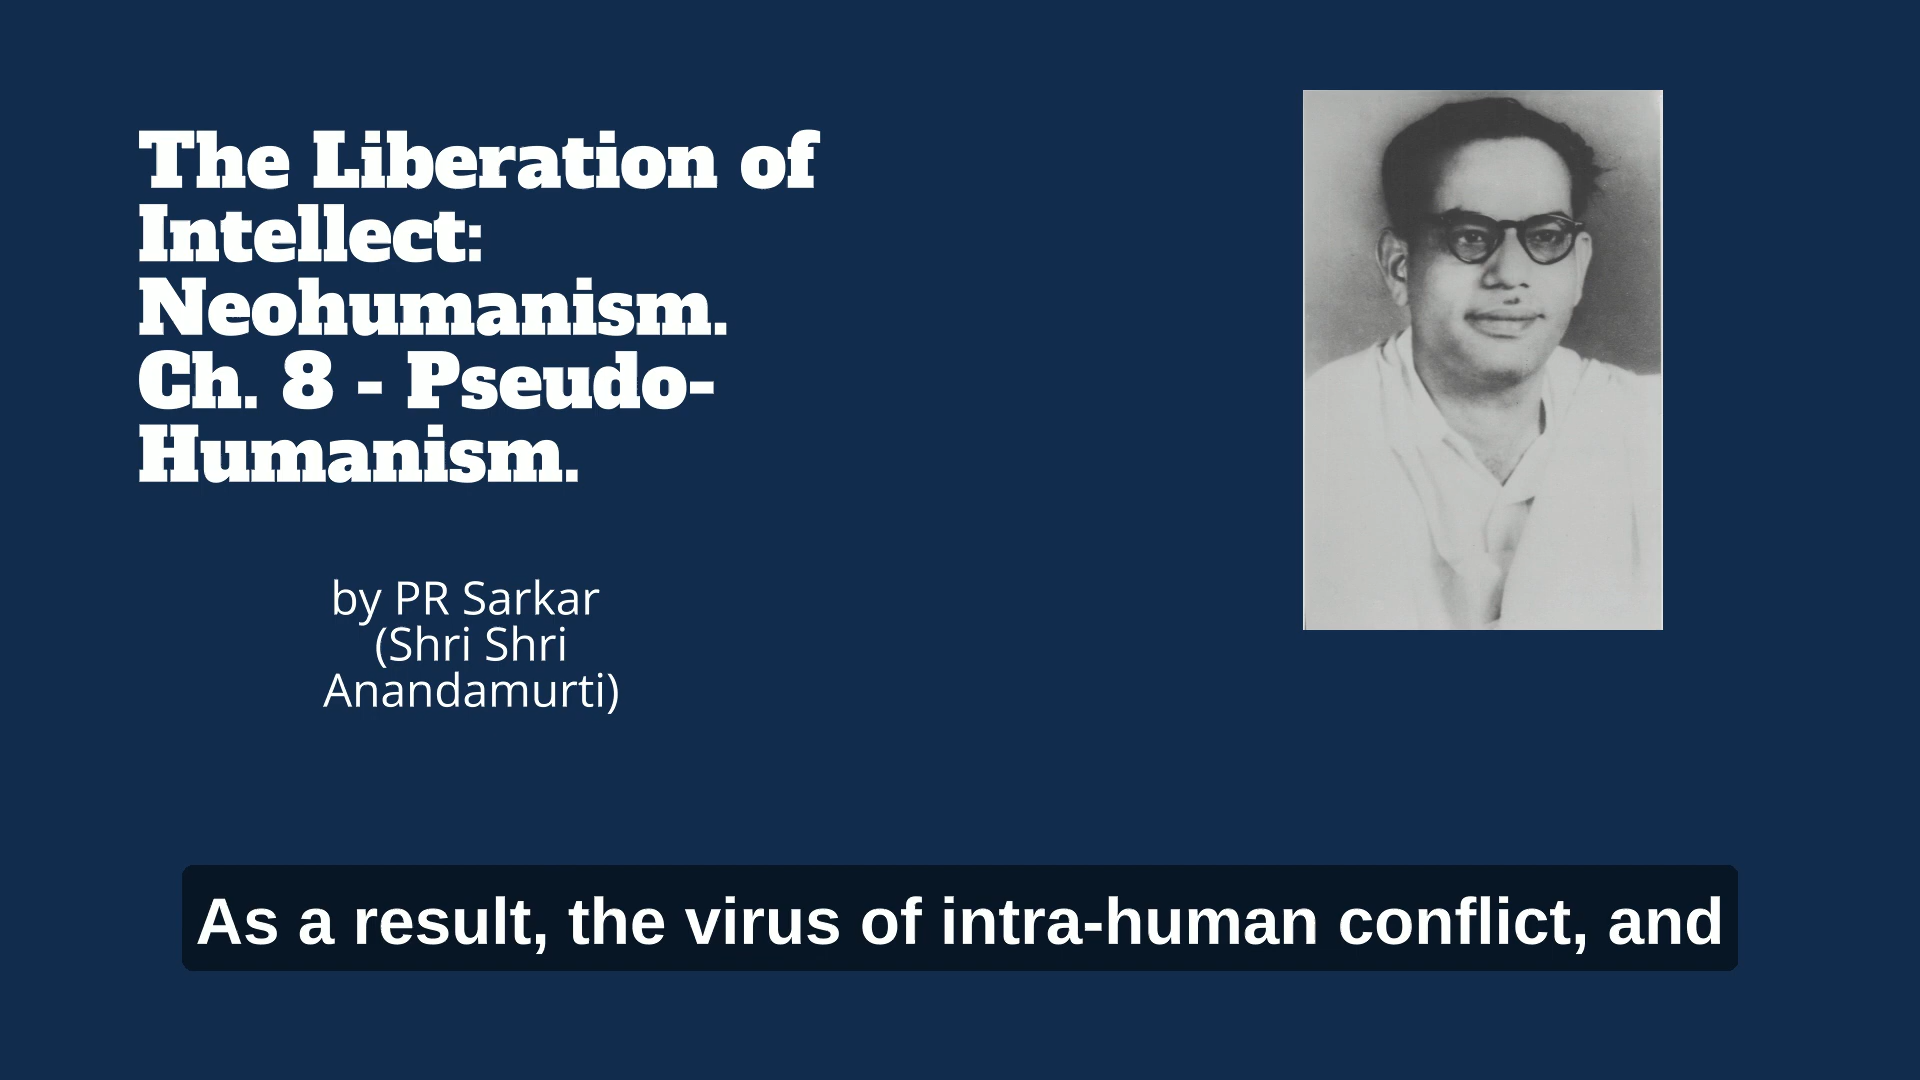 The Liberation of
Intellect:
Neohumanism.
Ch. 8 - Pseudo-
Humanism.
by PR Sarkar
(Shri Shri
Anandamurti)
As a result, the virus of intra-human conflict, and